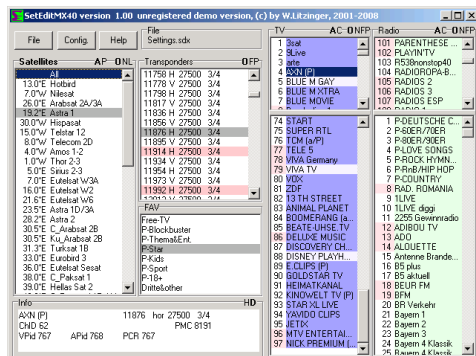 SetEditMX40 version 1.00 unregistered demo version, (c) by W.Litzinger, 2001-2008
File Config. Help
File
Settings.sdx
Satellites AP ONL
All
13.0°E Hotbird
7.0°W Nilesat
26.0°E Arabsat 2A/3A
19.2°E Astra 1
30.0°W Hispasat
15.0°W Telstar 12
8.0°W Telecom 2D
4.0°W Amos 1-2
1.0°W Thor 2-3
5.0°E Sirius 2-3
7.0°E Eutelsat W3A
16.0°E Eutelsat W2
21.6°E Eutelsat W6
23.5°E Astra 1D/3A
28.2°E Astra 2
30.5°E C_Arabsat 2B
30.5°E Ku_Arabsat 2B
31.3°E Turksat 1B
33.0°E Eurobird 3
36.0°E Eutelsat Sesat
38.0°E C_Paksat 1
39.0°E Hellas Sat 2
Transponders OFP
11758 H 27500 3/4
11778 V 27500 3/4
11798 H 27500 3/4
11817 V 27500 3/4
11836 H 27500 3/4
11856 V 27500 3/4
11876 H 27500 3/4
11895 V 27500 3/4
11914 H 27500 3/4
11934 V 27500 3/4
11954 H 27500 3/4
11973 V 27500 3/4
11992 H 27500 3/4
FAV
Free-TV
P-Blockbuster
P-Thema&Ent.
P-Star
P-Kids
P-Sport
P-18+
Dritte&other
Info HD
AXN (P) 11876 hor 27500 3/4
CHD 62 PMC 8191
VPid 767 APid 768 PCR 767
TV AC ONFP
1 3sat
2 9Live
3 arte
4 AXN (P)
5 BLUE M GAY
6 BLUE M XTRA
7 BLUE MOVIE
74 START
75 SUPER RTL
76 TCM (a/P)
77 TELE 5
78 VIVA Germany
79 VIVA TV
80 VOX
81 ZDF
82 13TH STREET
83 ANIMAL PLANET
84 BOOMERANG (a...
85 BEATE-UHSE.TV
86 DELUXE MUSIC
87 DISCOVERY CH...
88 DISNEY PLAYH...
89 E.CLIPS (P)
90 GOLDSTAR TV
91 HEIMATKANAL
92 KINOWELT TV (P)
93 STAR XL LIVE
94 YAVIDO CLIPS
95 JETIX
96 MTV ENTERTAI...
97 NICK PREMIUM (...
Radio AC ONFP
101 PARENTHESE ...
102 PLAYIN'TV
103 R538nonstop40
104 RADIOROPA-B...
105 RADIOS 2
106 RADIOS 3
107 RADIOS ESP
1 P-DEUTSCHE C...
2 P-60ER/70ER
3 P-80ER/90ER
4 P-LOVE SONGS
5 P-ROCK HYMN...
6 P-RnB/HIP HOP
7 P-COUNTRY
8 RAD. ROMANIA
9 1LIVE
10 1LIVE diggi
11 2255 Gewinnradio
12 ADIBOU TV
13 ADO
14 ALOUETTE
15 Antenne Brande...
16 B5 plus
17 B5 aktuell
18 BEUR FM
19 BFM
20 BR Verkehr
21 Bayern 1
22 Bayern 2
23 Bayern 3
24 Bayern 4 Klassik
25 Bayern 4 Klassik